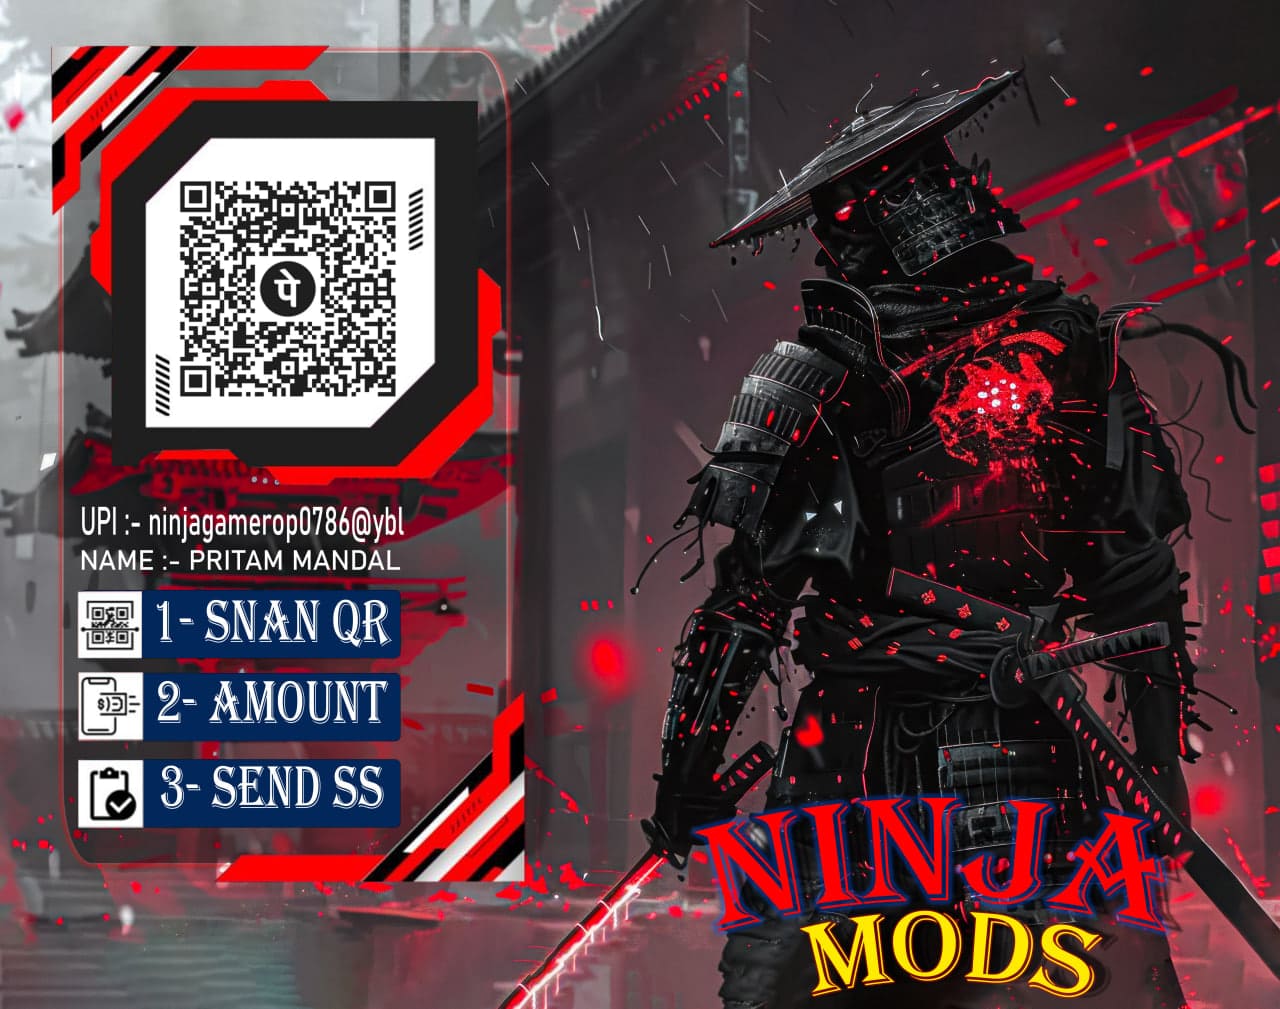 पे
UPI :- ninjagamerop0786@ybl
NAME :- PRITAM MANDAL
1- SNAN QR
2- AMOUNT
3- SEND SS
NINJA
MODS